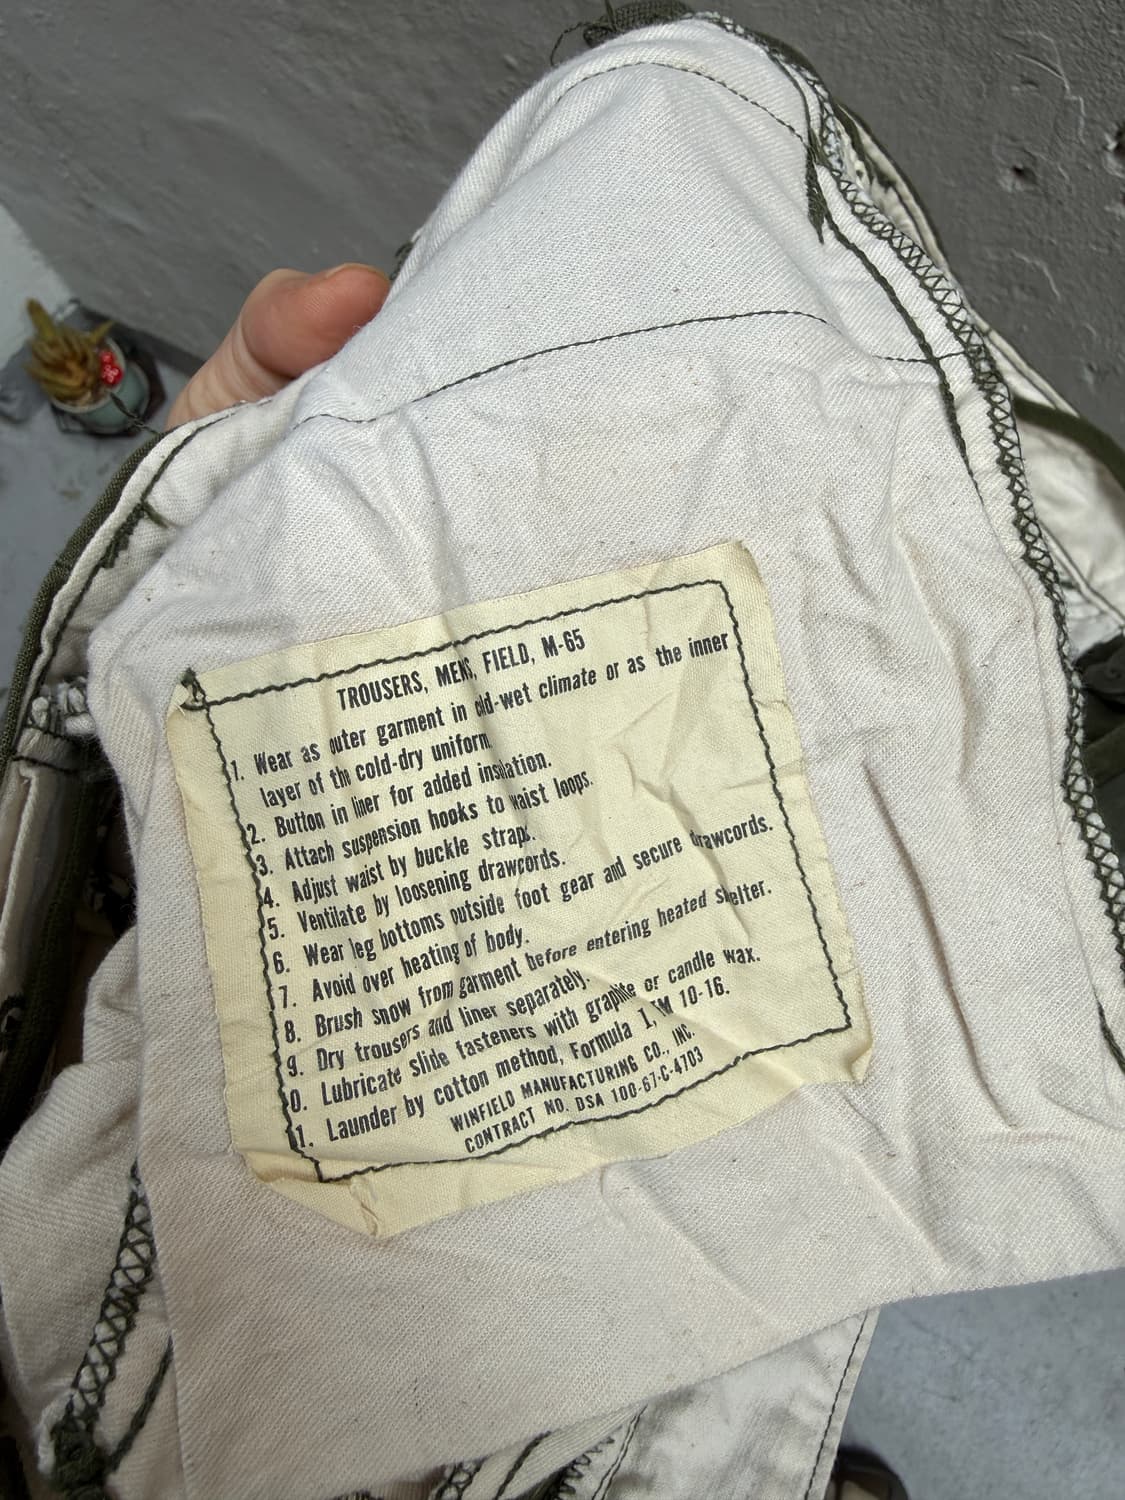 TROUSERS, MENS, FIELD, M-65
1. Wear as outer garment in cold-wet climate or as the inner
layer of the cold-dry uniform.
2. Button in liner for added insulation.
3. Attach suspension hooks to waist loops.
4. Adjust waist by buckle straps.
5. Ventilate by loosening drawcords.
6. Wear leg bottoms outside foot gear and secure drawcords.
7. Avoid over heating of body.
8. Brush snow from garment before entering heated shelter.
9. Dry trousers and liner separately.
0. Lubricate slide fasteners with graphite or candle wax.
1. Launder by cotton method, Formula 1, TM 10-16.
WINFIELD MANUFACTURING CO., INC.
CONTRACT NO. DSA 100-67-C-4703